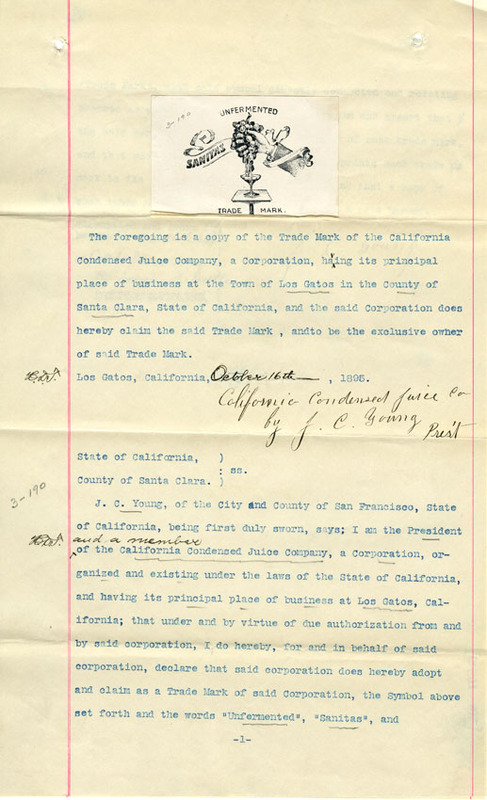 3-190
UNFERMENTED
SANITAS
TRADE MARK.
The foregoing is a copy of the Trade Mark of the California
Condensed Juice Company, a Corporation, haing its principal
place of business at the Town of Los Gatos in the County of
Santa Clara, State of California, and the said Corporation does
hereby claim the said Trade Mark , andto be the exclusive owner
of said Trade Mark.
Los Gatos, California, October 16th , 1895.
California Condensed Juice Co
by J. C. Young
Pres't
State of California, )
: ss.
County of Santa Clara. )
3-190
J. C. Young, of the City and County of San Francisco, State
of California, being first duly sworn, says; I am the President
and a member
of the California Condensed Juice Company, a Corporation, or-
ganized and existing under the laws of the State of California,
and having its principal place of business at Los Gatos, Cal-
ifornia; that under and by virtue of due authorization from and
by said corporation, I do hereby, for and in behalf of said
corporation, declare that said corporation does hereby adopt
and claim as a Trade Mark of said Corporation, the Symbol above
set forth and the words "Unfermented", "Sanitas", and
-1-